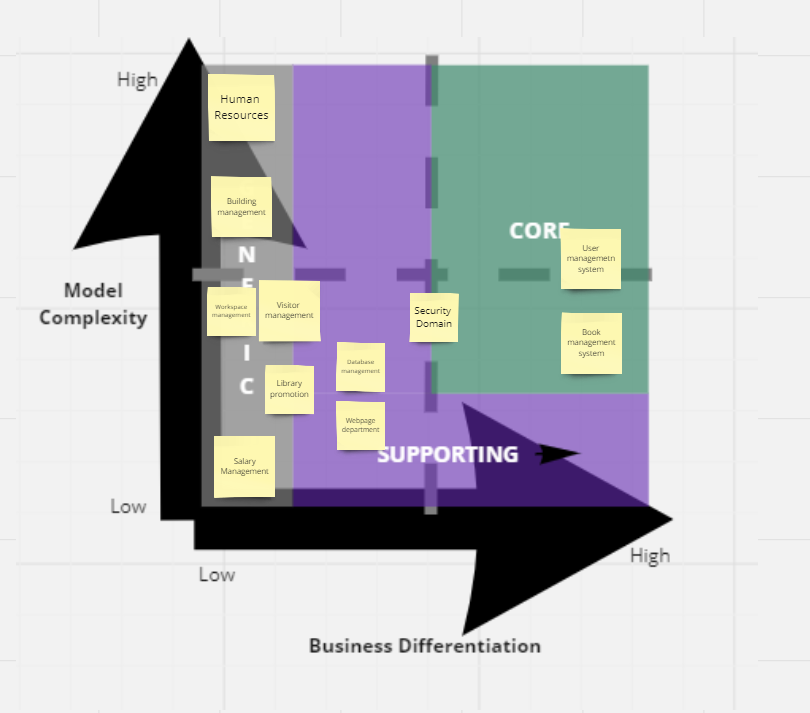 High
Human
Resources
Building
management
CORE
User
managemetn
system
N
E
Model
Complexity
Workspace
management
Visitor
management
Security
Domain
Book
management
system
I
C
Database
management
Library
promotion
Webpage
department
SUPPORTING
Salary
Management
Low
Low
High
Business Differentiation